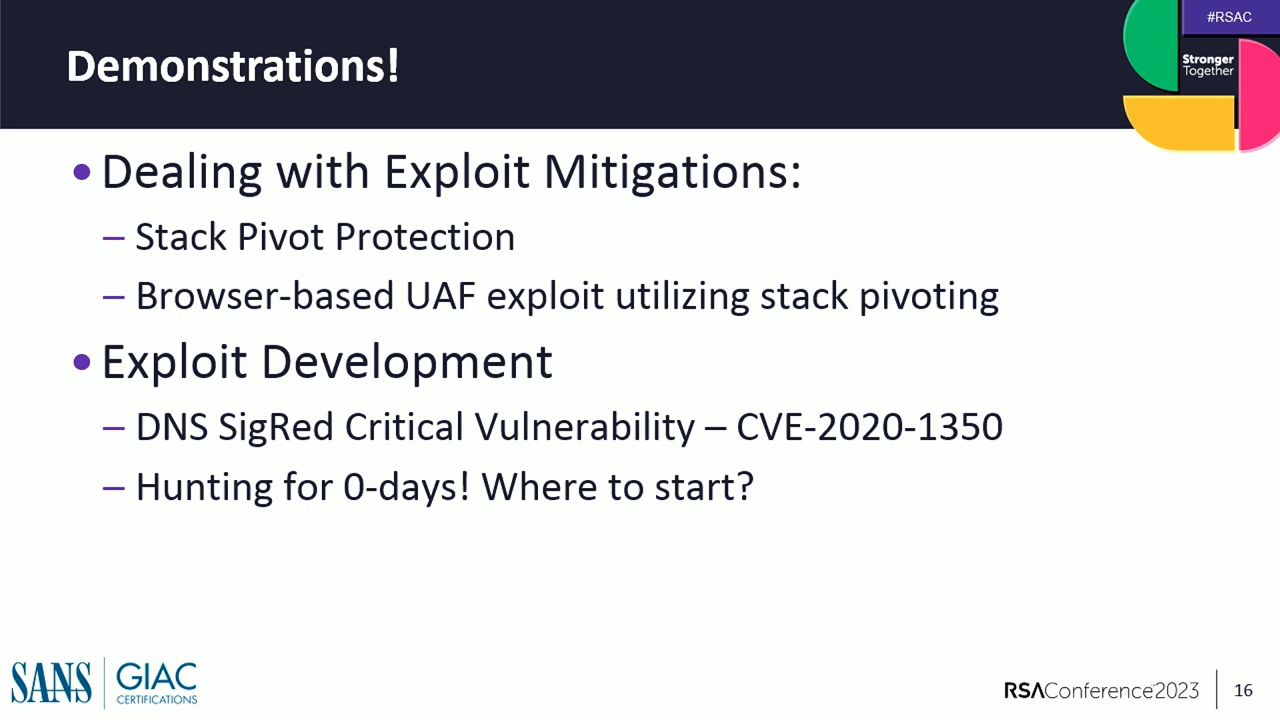 #RSAC
Demonstrations!
Stronger
Together
•Dealing with Exploit Mitigations:
– Stack Pivot Protection
– Browser-based UAF exploit utilizing stack pivoting
•Exploit Development
– DNS SigRed Critical Vulnerability – CVE-2020-1350
– Hunting for 0-days! Where to start?
SANS
GIAC
CERTIFICATIONS
RSAConference™2023
16